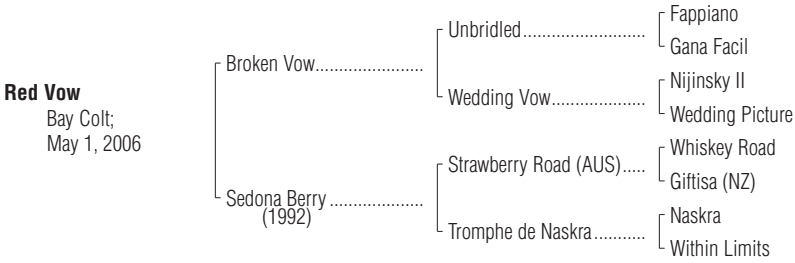 Fappiano
Unbridled.........................
Gana Facil
Broken Vow......................
Nijinsky II
Wedding Vow...................
Wedding Picture
Red Vow
Bay Colt;
May 1, 2006
Whiskey Road
Strawberry Road (AUS).....
Giftisa (NZ)
Sedona Berry ...................
(1992)
Naskra
Tromphe de Naskra...........
Within Limits